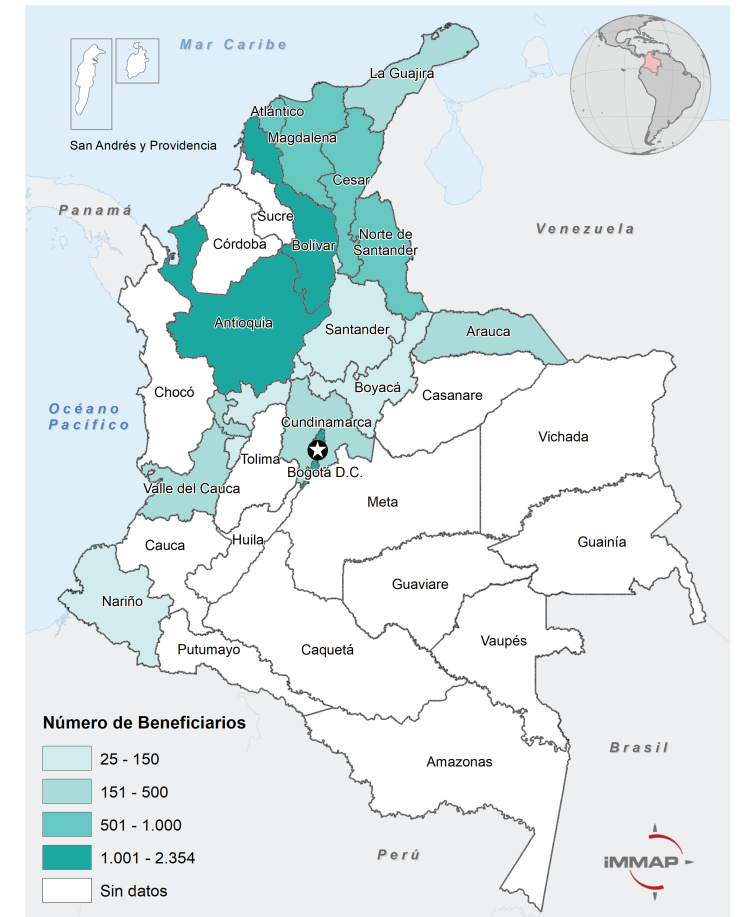 Mar Caribe
La Guajira
Atlántico
Magdalena
San Andrés y Providencia
Cesar
Panamá
Sucre
Venezuela
Córdoba
Bolívar
Norte de
Santander
Antioquia
Santander
Arauca
Chocó
Boyacá
Casanare
Océano
Pacífico
Cundinamarca
Vichada
Tolima
Bogotá D.C.
Valle del Cauca
Meta
Cauca
Huila
Guainía
Guaviare
Nariño
Vaupés
Putumayo
Caquetá
Número de Beneficiarios
25 - 150
151 - 500
501 - 1.000
1.001 - 2.354
Sin datos
Amazonas
Brasil
Perú
iMMAP